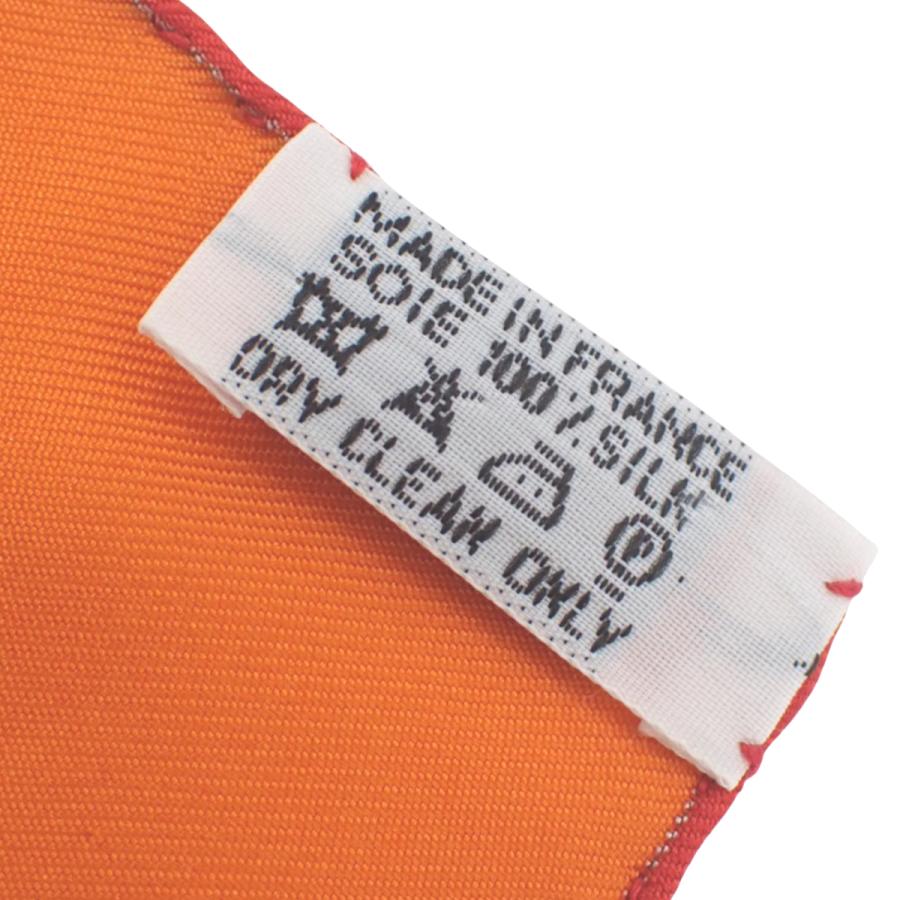 MADE IN FRANCE
SOIE 100% SILK
P
DRY CLEAN ONLY